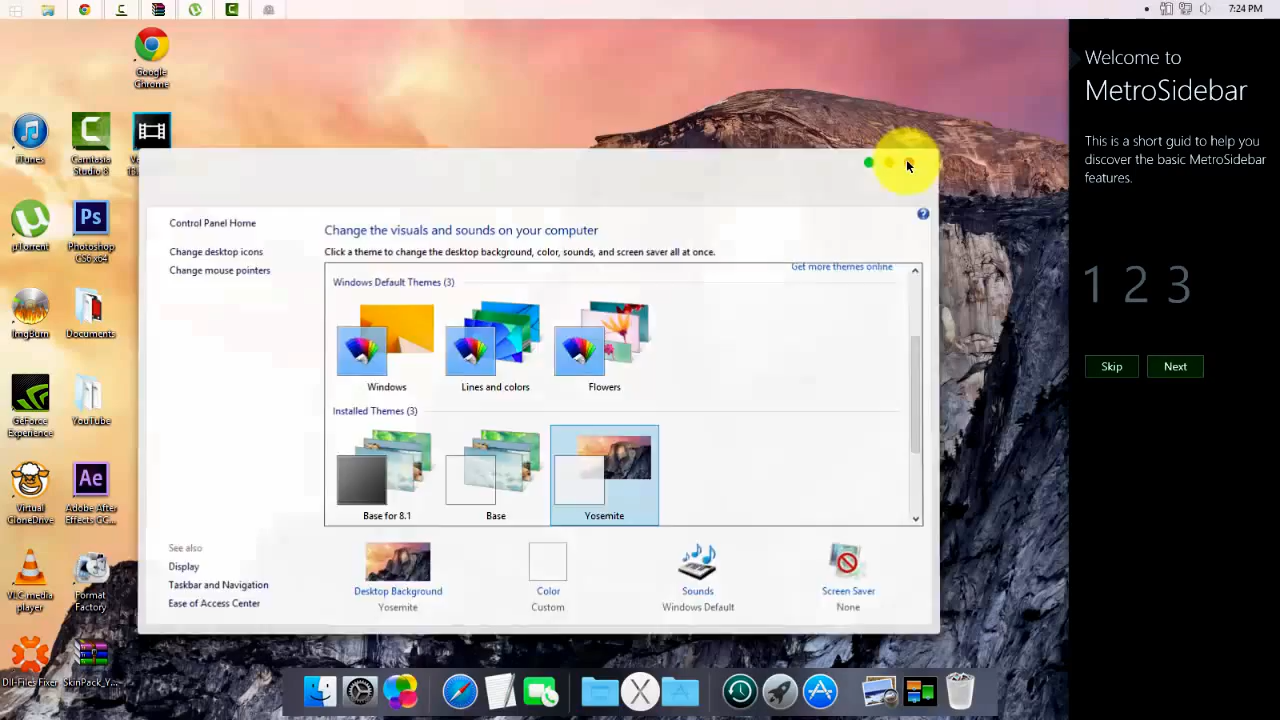 7:24 PM
Google
Chrome
iTunes
Camtasia
Studio 8
µTorrent
Photoshop
CS6 x64
ImgBurn
Documents
GeForce
Experience
YouTube
Virtual
CloneDrive
Adobe After
Effects CC...
VLC media
player
Format
Factory
Dll-Files Fixer
SkinPack_Y...
Control Panel Home
Change desktop icons
Change mouse pointers
See also
Display
Taskbar and Navigation
Ease of Access Center
Change the visuals and sounds on your computer
Click a theme to change the desktop background, color, sounds, and screen saver all at once.
Get more themes online
Windows Default Themes (3)
Windows
Lines and colors
Flowers
Installed Themes (3)
Base for 8.1
Base
Yosemite
Desktop Background
Yosemite
Color
Custom
Sounds
Windows Default
Screen Saver
None
Welcome to
MetroSidebar
This is a short guid to help you
discover the basic MetroSidebar
features.
1 2 3
Skip
Next